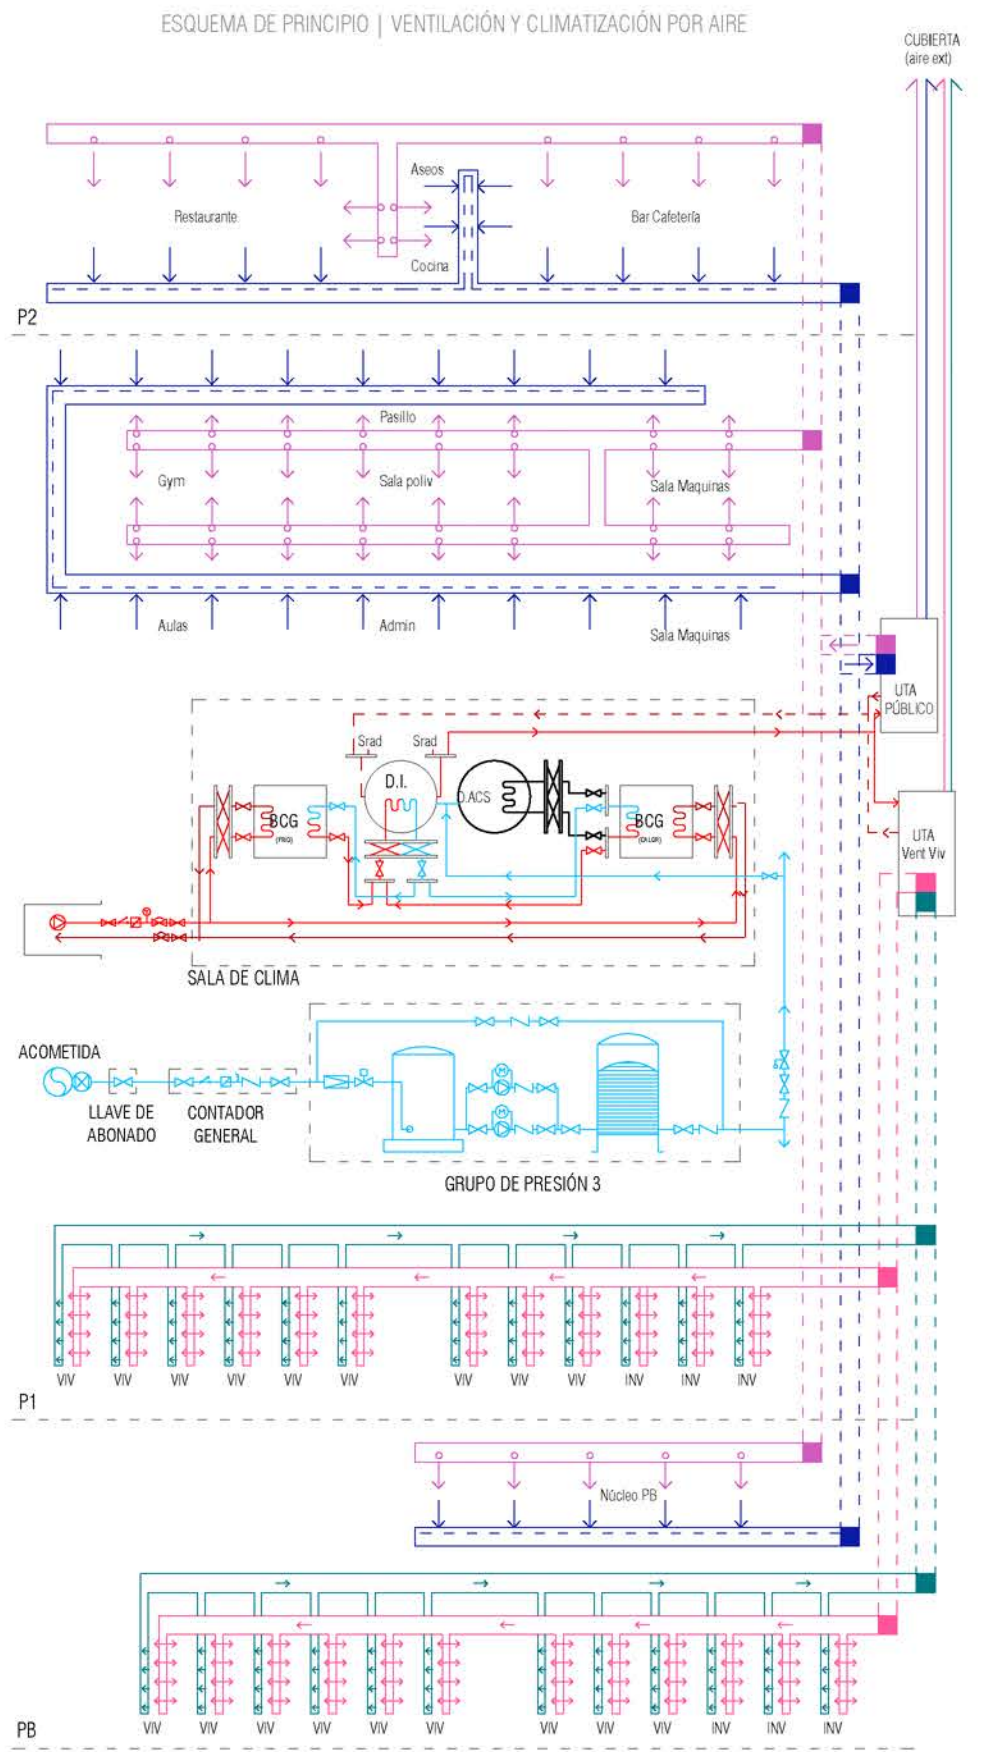 ESQUEMA DE PRINCIPIO | VENTILACIÓN Y CLIMATIZACIÓN POR AIRE
CUBIERTA
(aire ext)
Aseos
Restaurante
Bar Cafetería
Cocina
P2
Pasillo
Gym
Sala poliv
Sala Maquinas
Aulas
Admin
Sala Maquinas
UTA
PÚBLICO
Srad
Srad
D.I.
D.ACS
BCG
(FRIO)
BCG
(CALOR)
UTA
Vent Viv
SALA DE CLIMA
ACOMETIDA
LLAVE DE
ABONADO
CONTADOR
GENERAL
M
M
GRUPO DE PRESIÓN 3
VIV VIV VIV VIV VIV VIV VIV VIV VIV INV INV INV
P1
Núcleo PB
VIV VIV VIV VIV VIV VIV VIV VIV VIV INV INV INV
PB